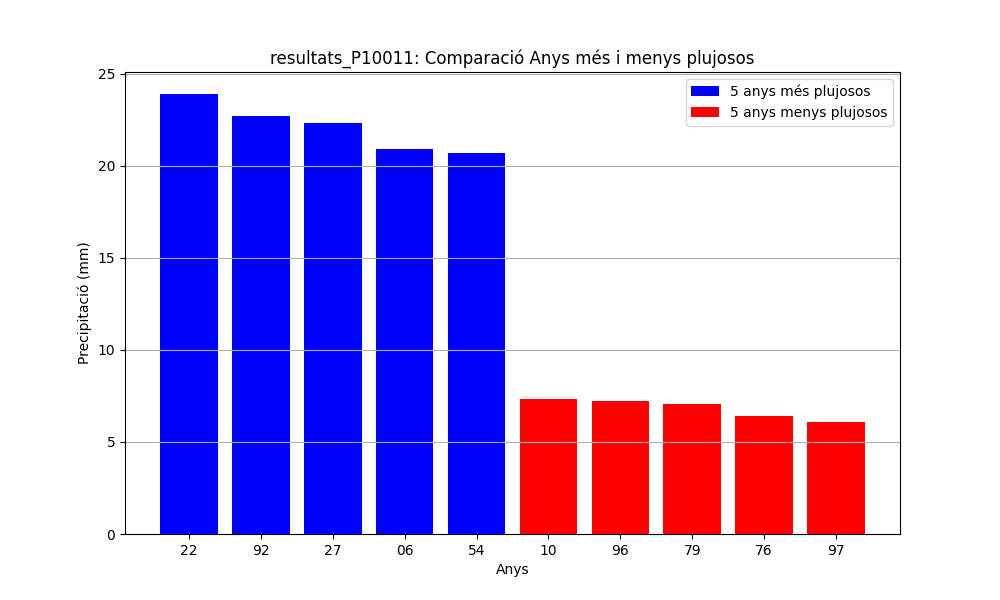 resultats_P10011: Comparació Anys més i menys plujosos
5 anys més plujosos
5 anys menys plujosos
Precipitació (mm)
25
20
15
10
5
0
22 92 27 06 54 10 96 79 76 97
Anys